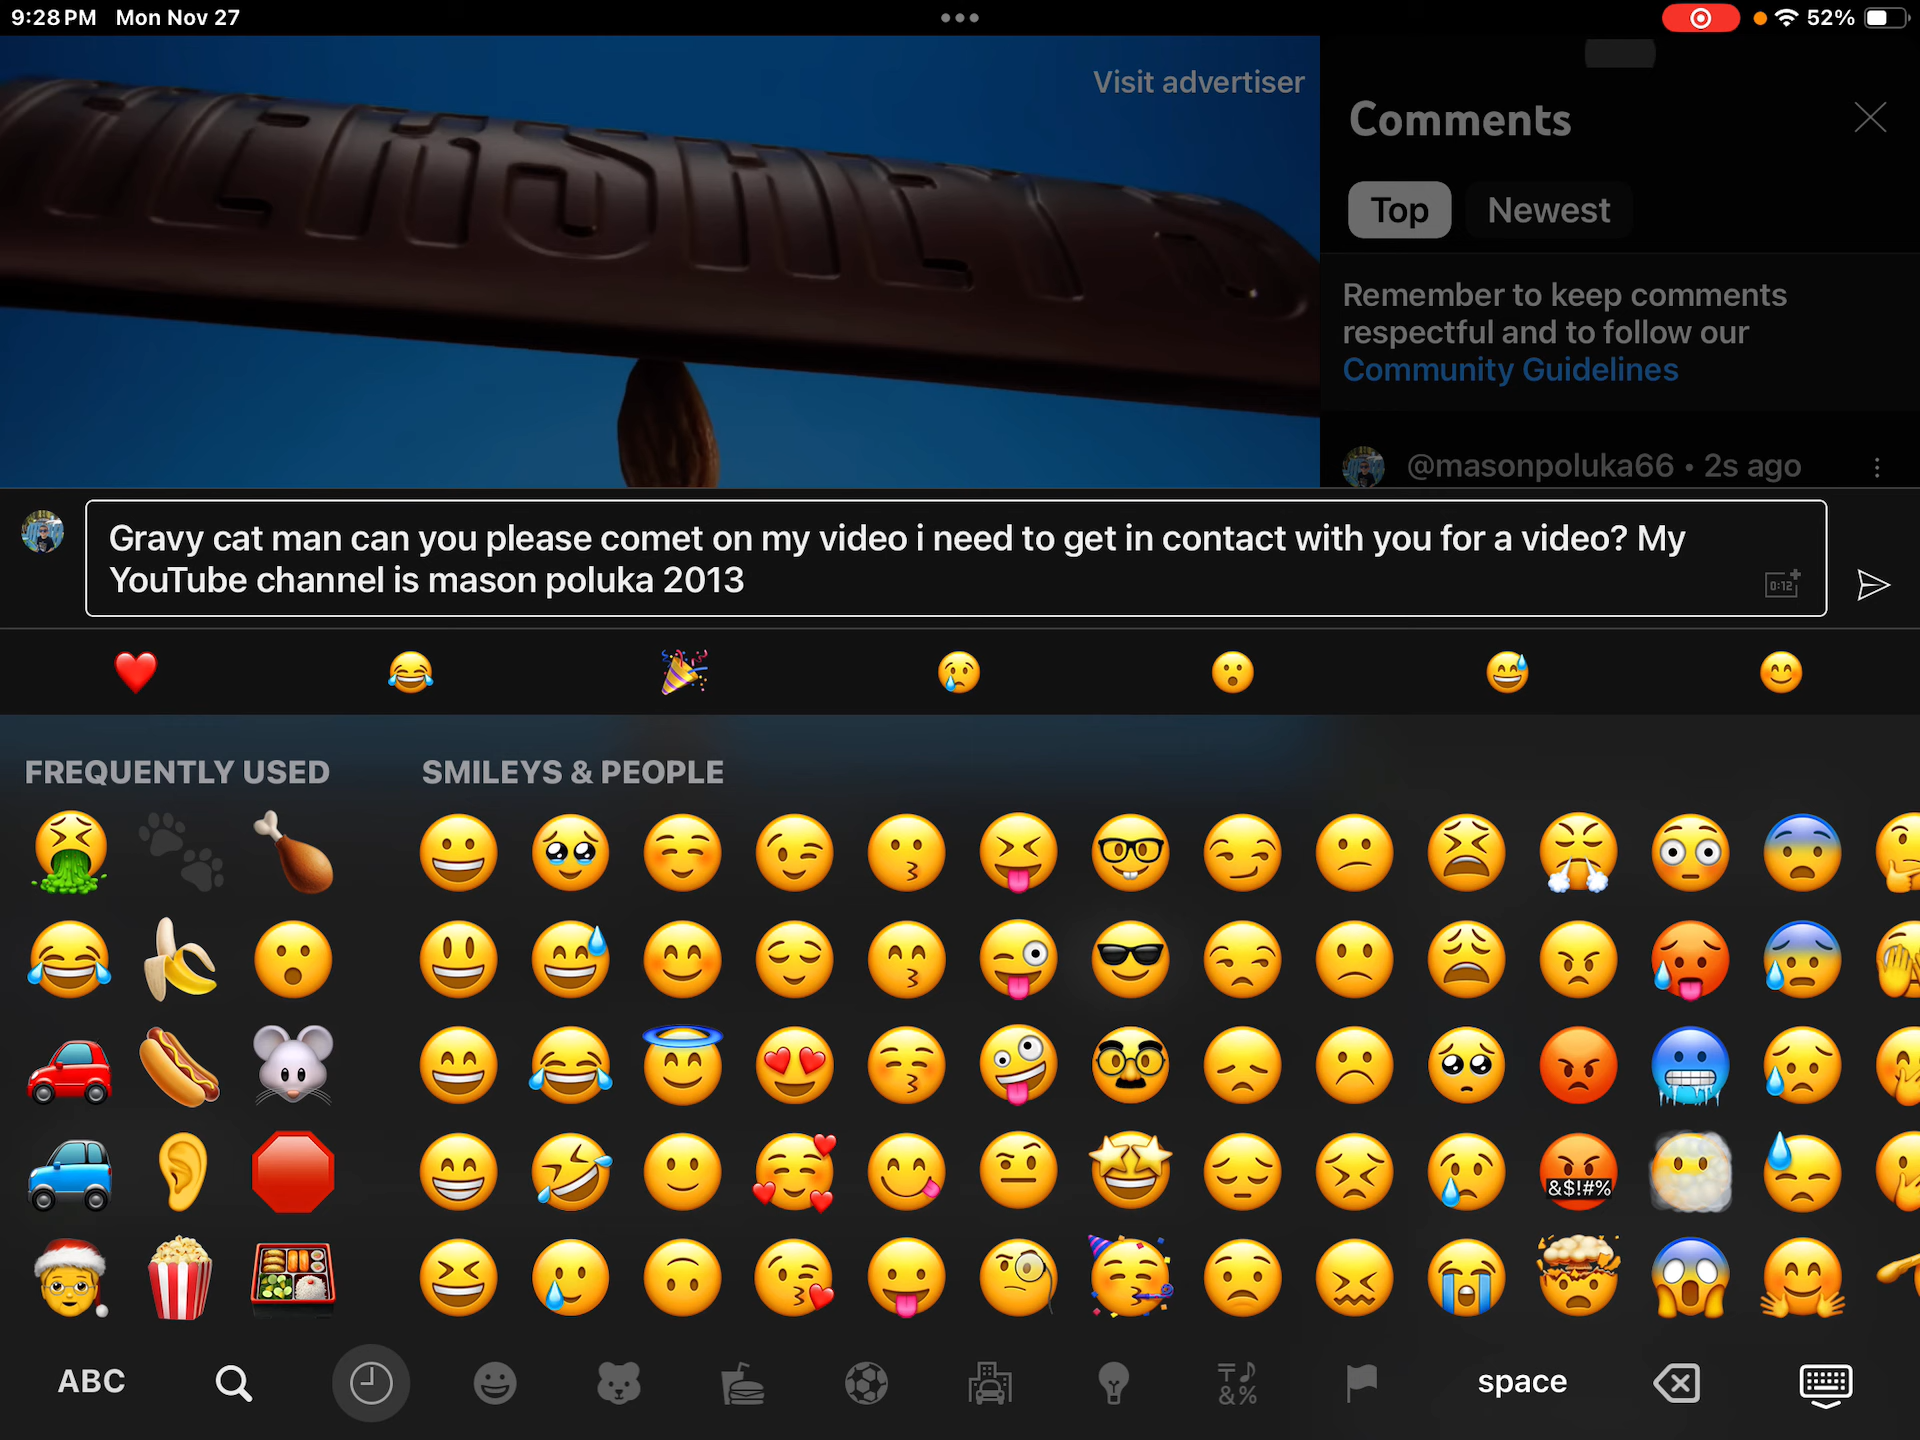 9:28 PM Mon Nov 27
52%
Visit advertiser
HERSHEY'S
Comments
Top
Newest
Remember to keep comments
respectful and to follow our
Community Guidelines
@masonpoluka66 • 2s ago
Gravy cat man can you please comet on my video i need to get in contact with you for a video? My
YouTube channel is mason poluka 2013
0:12
FREQUENTLY USED
SMILEYS & PEOPLE
&$!#%
ABC
&%
space